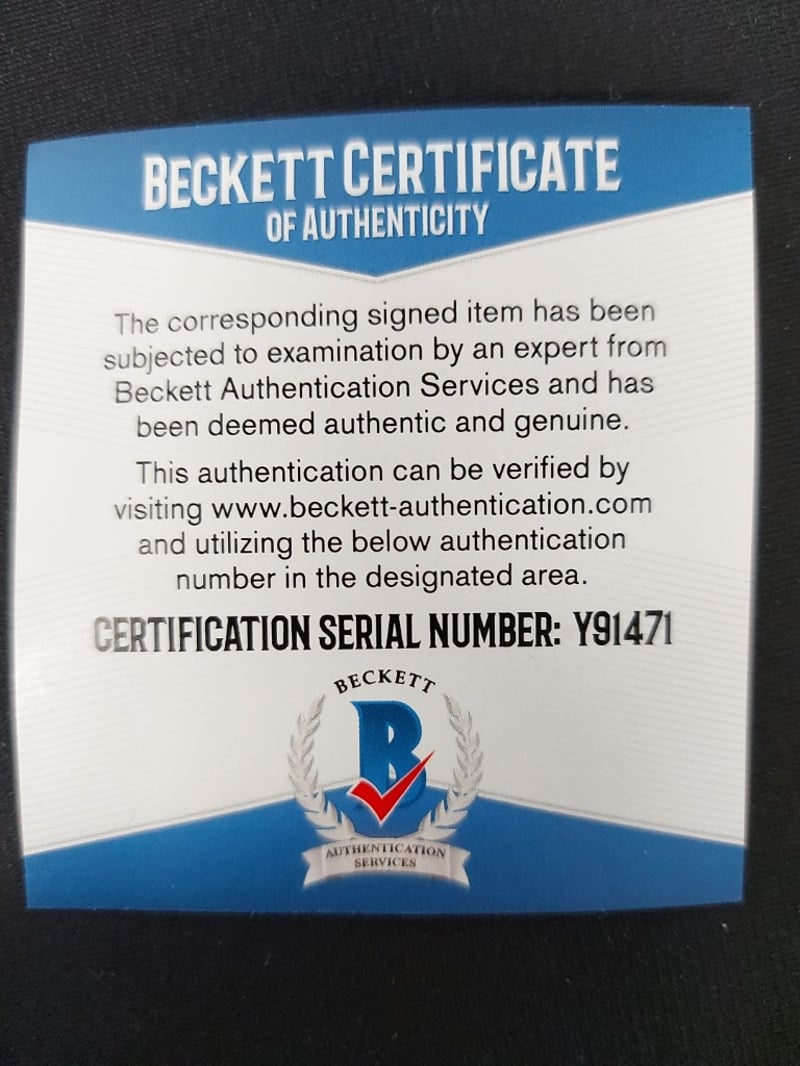 BECKETT CERTIFICATE
OF AUTHENTICITY
The corresponding signed item has been
subjected to examination by an expert from
Beckett Authentication Services and has
been deemed authentic and genuine.
This authentication can be verified by
visiting www.beckett-authentication.com
and utilizing the below authentication
number in the designated area.
CERTIFICATION SERIAL NUMBER: Y91471
BECKETT
B
AUTHENTICATION
SERVICES